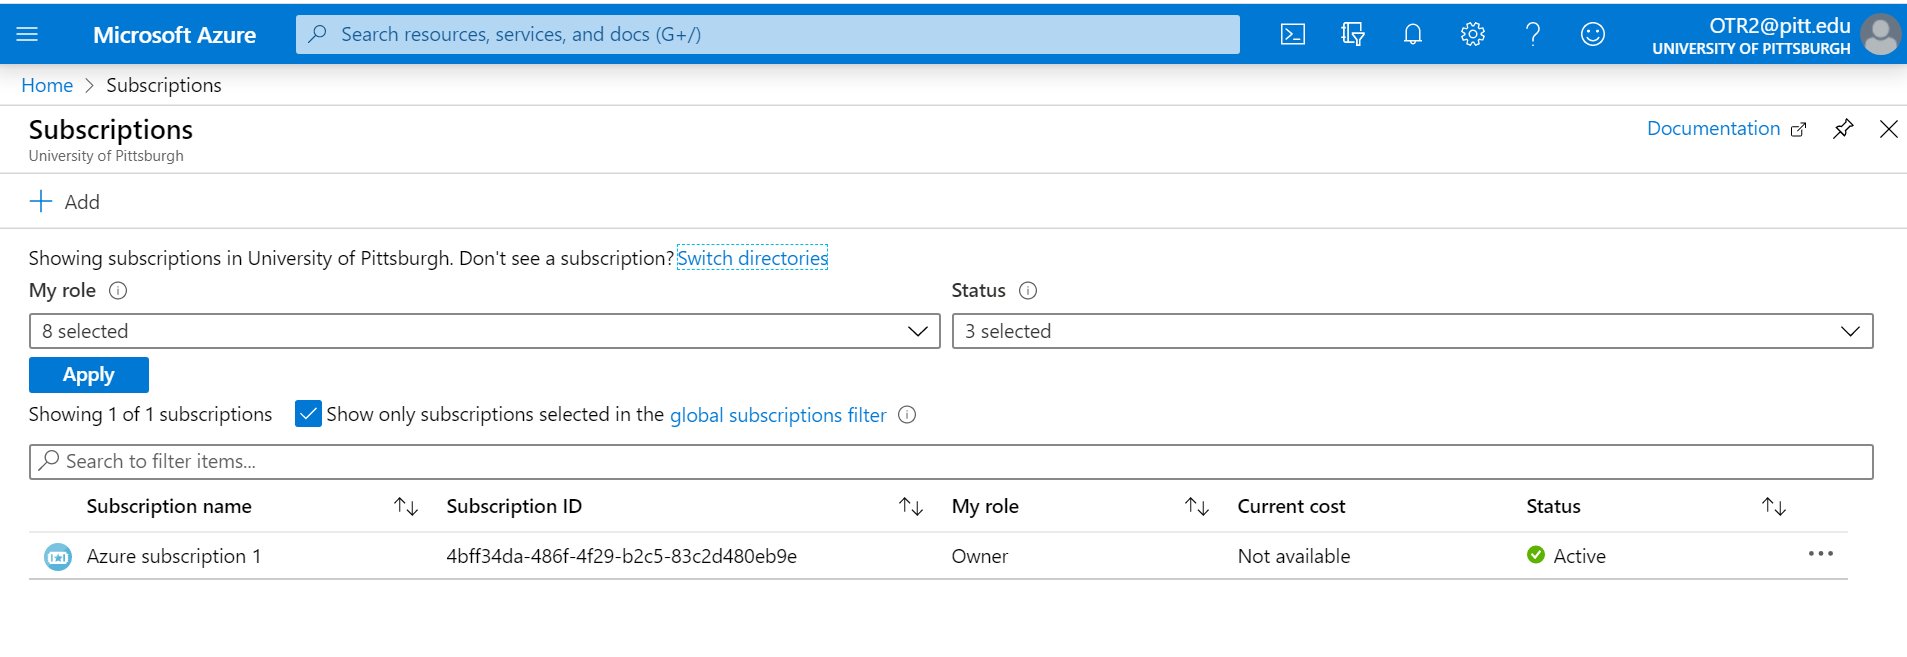 Microsoft Azure
Search resources, services, and docs (G+/)
OTR2@pitt.edu
UNIVERSITY OF PITTSBURGH
Home > Subscriptions
Subscriptions
University of Pittsburgh
Documentation
Add
Showing subscriptions in University of Pittsburgh. Don't see a subscription? Switch directories
My role
Status
8 selected
3 selected
Apply
Showing 1 of 1 subscriptions Show only subscriptions selected in the global subscriptions filter
Search to filter items...
Subscription name Subscription ID My role Current cost Status
Azure subscription 1 4bff34da-486f-4f29-b2c5-83c2d480eb9e Owner Not available Active